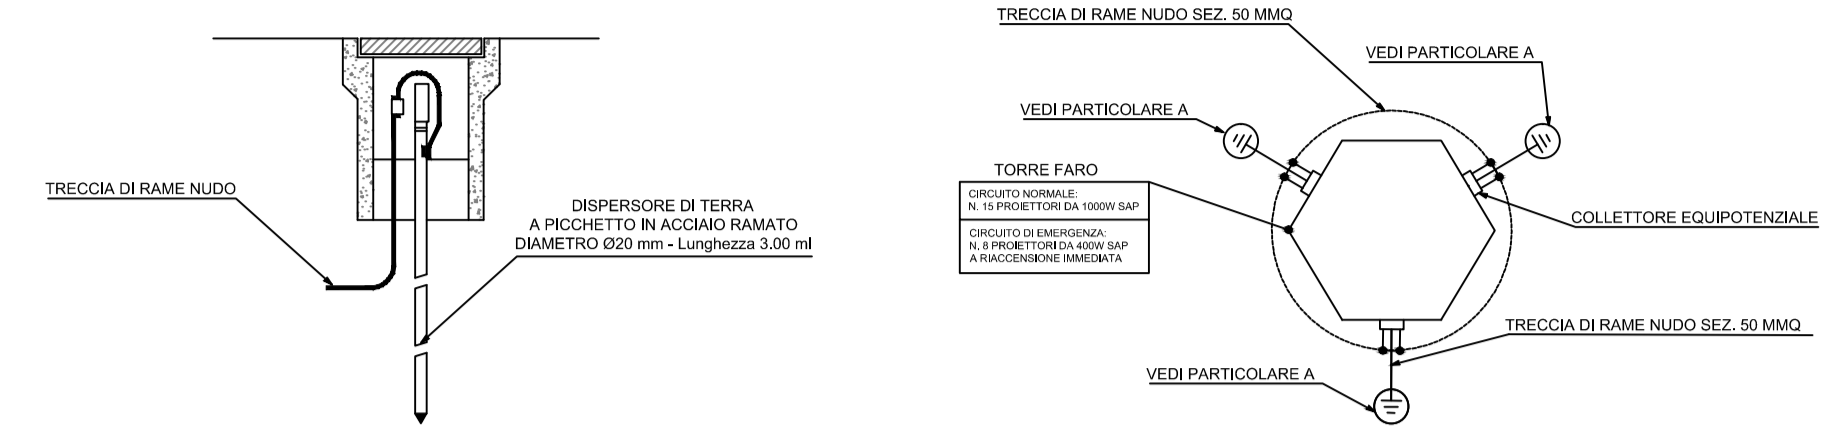 TRECCIA DI RAME NUDO
DISPERSORE DI TERRA
A PICCHETTO IN ACCIAIO RAMATO
DIAMETRO Ø20 mm - Lunghezza 3.00 ml
TRECCIA DI RAME NUDO SEZ. 50 MMQ
VEDI PARTICOLARE A
VEDI PARTICOLARE A
TORRE FARO
CIRCUITO NORMALE:
N. 15 PROIETTORI DA 1000W SAP
CIRCUITO DI EMERGENZA:
N. 8 PROIETTORI DA 400W SAP
A RIACCENSIONE IMMEDIATA
COLLETTORE EQUIPOTENZIALE
TRECCIA DI RAME NUDO SEZ. 50 MMQ
VEDI PARTICOLARE A